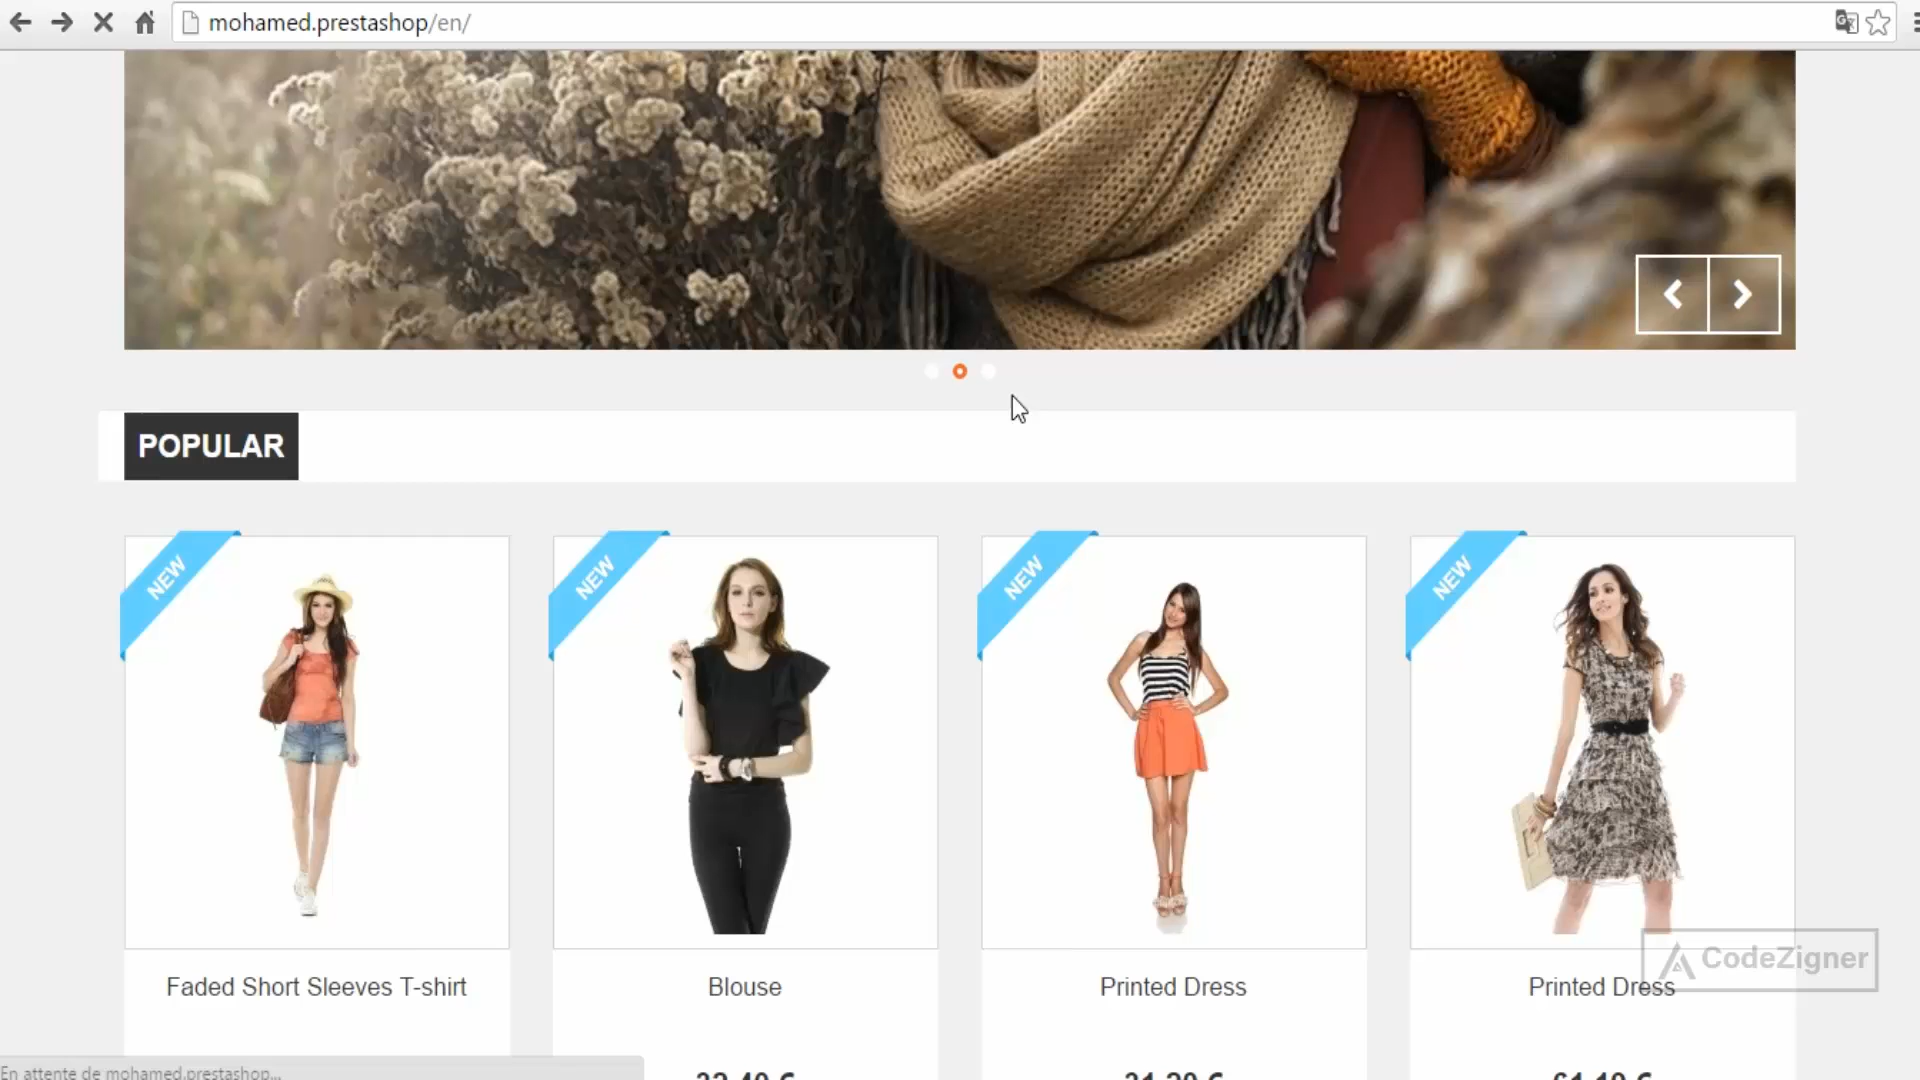 mohamed.prestashop/en/
POPULAR
NEW
NEW
NEW
NEW
Faded Short Sleeves T-shirt
Blouse
Printed Dress
Printed Dress
CodeZigner
En attente de mohamed.prestashop...